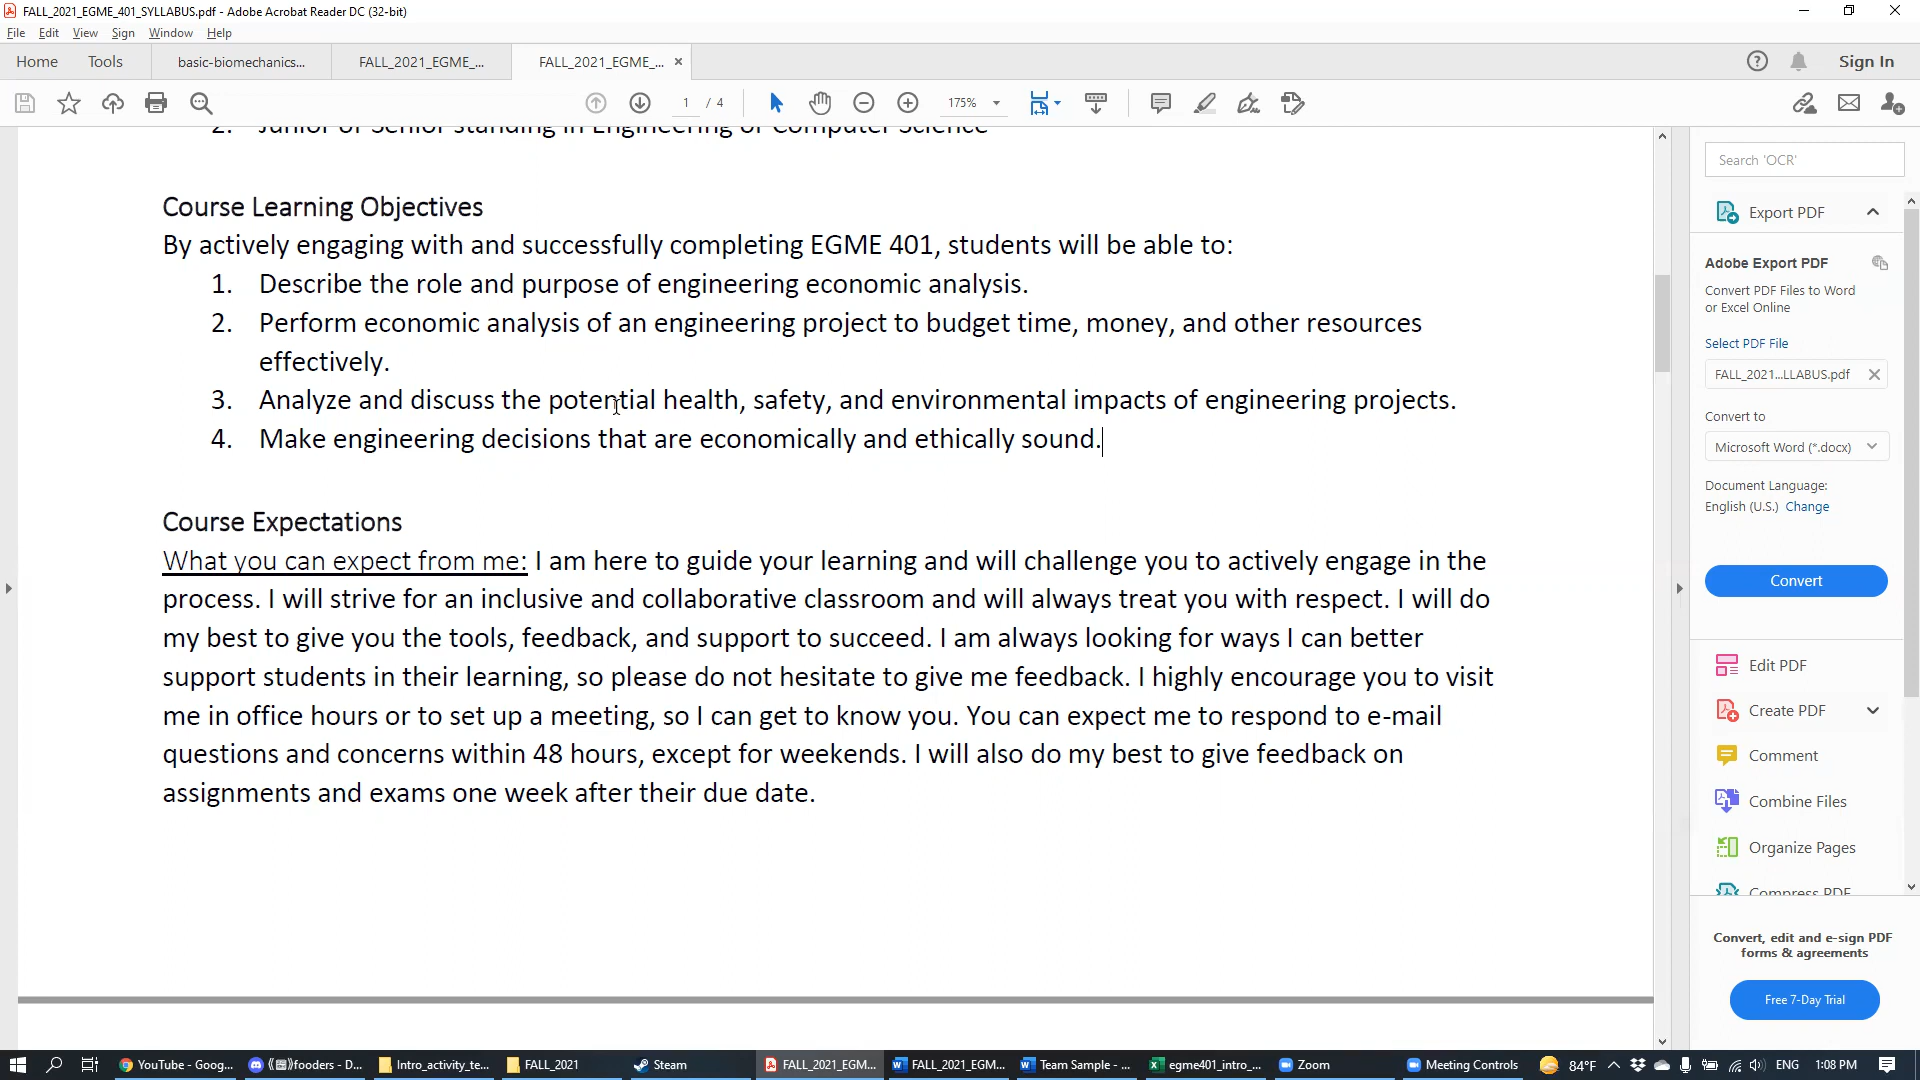 FALL_2021_EGME_401_SYLLABUS.pdf - Adobe Acrobat Reader DC (32-bit)
File Edit View Sign Window Help
Home Tools basic-biomechanics... FALL_2021_EGME_... FALL_2021_EGME_... × Sign In
1 / 4 175%
2. Junior or Senior standing in Engineering or Computer Science
Course Learning Objectives
By actively engaging with and successfully completing EGME 401, students will be able to:
1. Describe the role and purpose of engineering economic analysis.
2. Perform economic analysis of an engineering project to budget time, money, and other resources
effectively.
3. Analyze and discuss the potential health, safety, and environmental impacts of engineering projects.
4. Make engineering decisions that are economically and ethically sound.
Course Expectations
What you can expect from me: I am here to guide your learning and will challenge you to actively engage in the
process. I will strive for an inclusive and collaborative classroom and will always treat you with respect. I will do
my best to give you the tools, feedback, and support to succeed. I am always looking for ways I can better
support students in their learning, so please do not hesitate to give me feedback. I highly encourage you to visit
me in office hours or to set up a meeting, so I can get to know you. You can expect me to respond to e-mail
questions and concerns within 48 hours, except for weekends. I will also do my best to give feedback on
assignments and exams one week after their due date.
Search 'OCR'
Export PDF
Adobe Export PDF
Convert PDF Files to Word
or Excel Online
Select PDF File
FALL_2021...LLABUS.pdf
Convert to
Microsoft Word (*.docx)
Document Language:
English (U.S.) Change
Convert
Edit PDF
Create PDF
Comment
Combine Files
Organize Pages
Compress PDF
Convert, edit and e-sign PDF
forms & agreements
Free 7-Day Trial
YouTube - Goog... fooders - D... Intro_activity_te... FALL_2021 Steam FALL_2021_EGM... FALL_2021_EGM... Team Sample - ... egme401_intro_... Zoom Meeting Controls 84°F ENG 1:08 PM